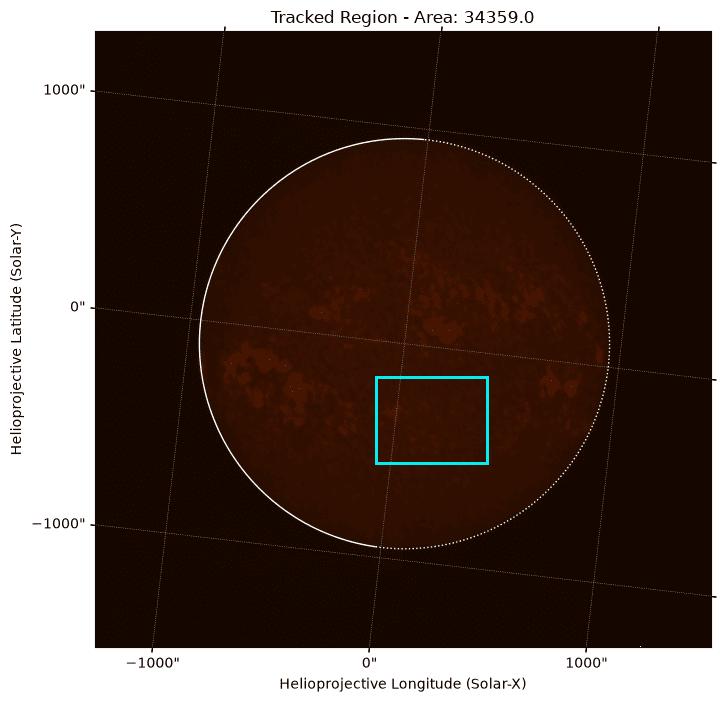 Tracked Region - Area: 34359.0
1000"
0"
−1000"
Helioprojective Latitude (Solar-Y)
−1000"
0"
1000"
Helioprojective Longitude (Solar-X)